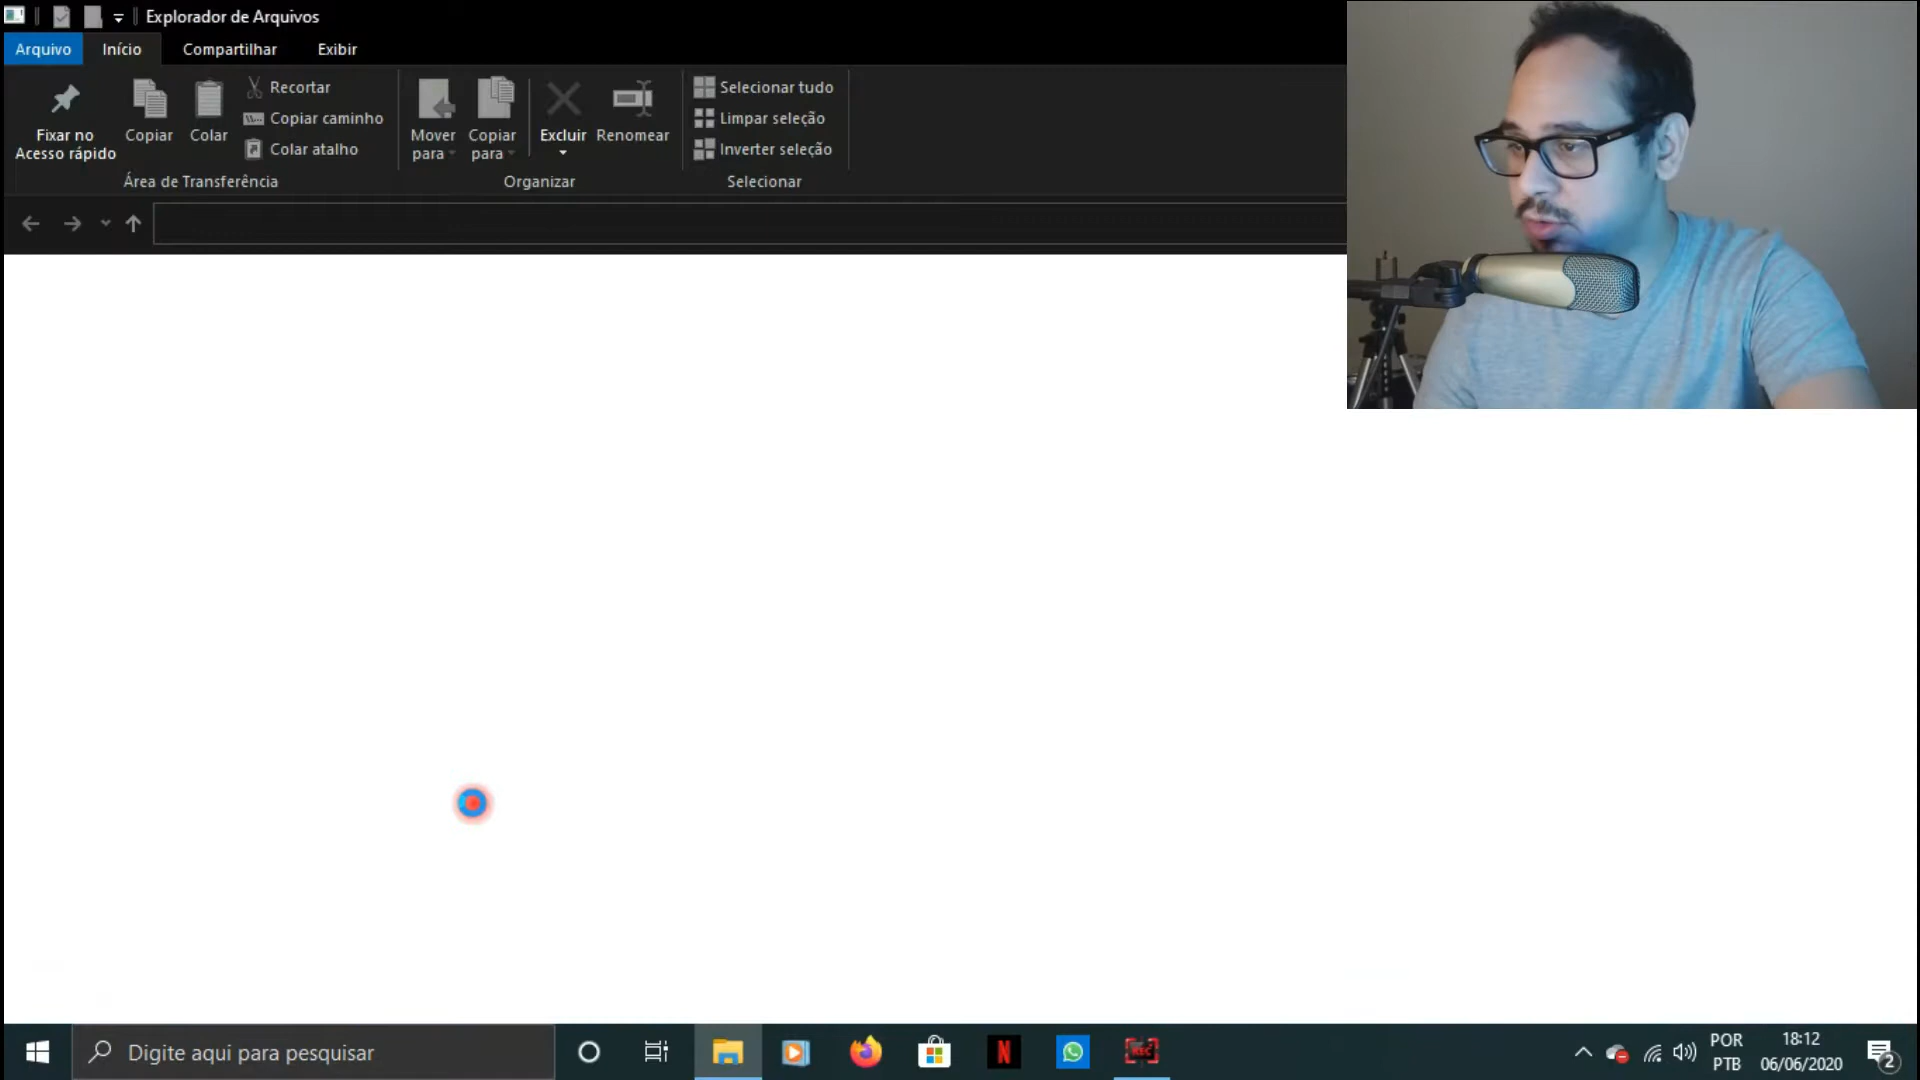 Explorador de Arquivos
Arquivo
Início
Compartilhar
Exibir
Fixar no
Acesso rápido
Copiar
Colar
Recortar
Copiar caminho
Colar atalho
Área de Transferência
Mover
para
Copiar
para
Excluir
Renomear
Organizar
Selecionar tudo
Limpar seleção
Inverter seleção
Selecionar
Digite aqui para pesquisar
N
REC
POR
PTB
18:12
06/06/2020
2